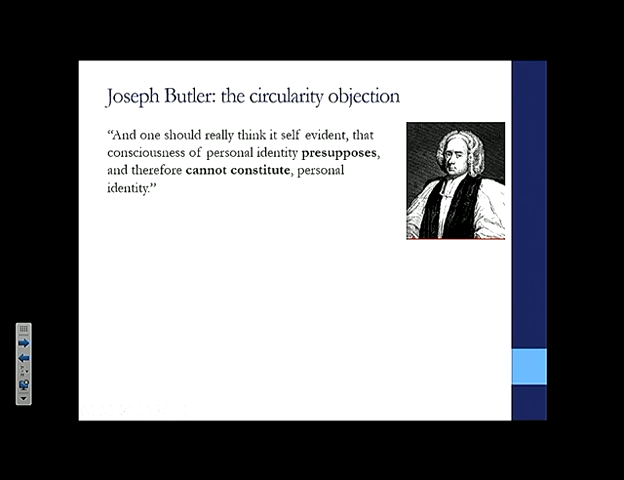 Joseph Butler: the circularity objection
“And one should really think it self evident, that
consciousness of personal identity presupposes,
and therefore cannot constitute, personal
identity.”